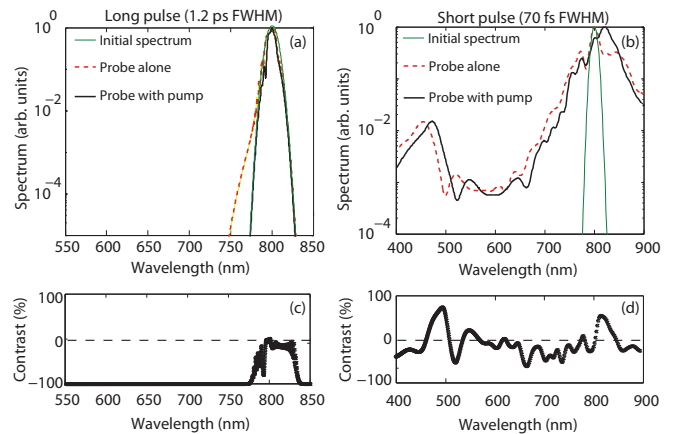 Long pulse (1.2 ps FWHM)
Short pulse (70 fs FWHM)
(a)
Initial spectrum
Probe alone
Probe with pump
Spectrum (arb. units)
10^0
10^−2
10^−4
550 600 650 700 750 800 850
Wavelength (nm)
(b)
Initial spectrum
Probe alone
Probe with pump
Spectrum (arb. units)
10^0
10^−2
10^−4
400 500 600 700 800 900
Wavelength (nm)
(c)
Contrast (%)
100
0
−100
550 600 650 700 750 800 850
Wavelength (nm)
(d)
Contrast (%)
100
0
−100
400 500 600 700 800 900
Wavelength (nm)